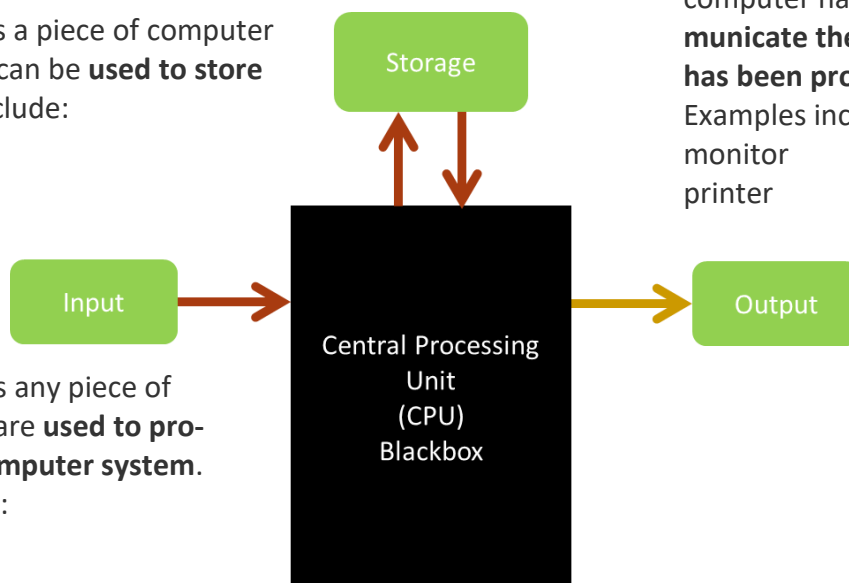 s a piece of computer
can be used to store
clude:
Storage
computer ha
municate the
has been pro
Examples inc
monitor
printer
Input
Central Processing
Unit
(CPU)
Blackbox
Output
s any piece of
are used to pro-
mputer system.
: